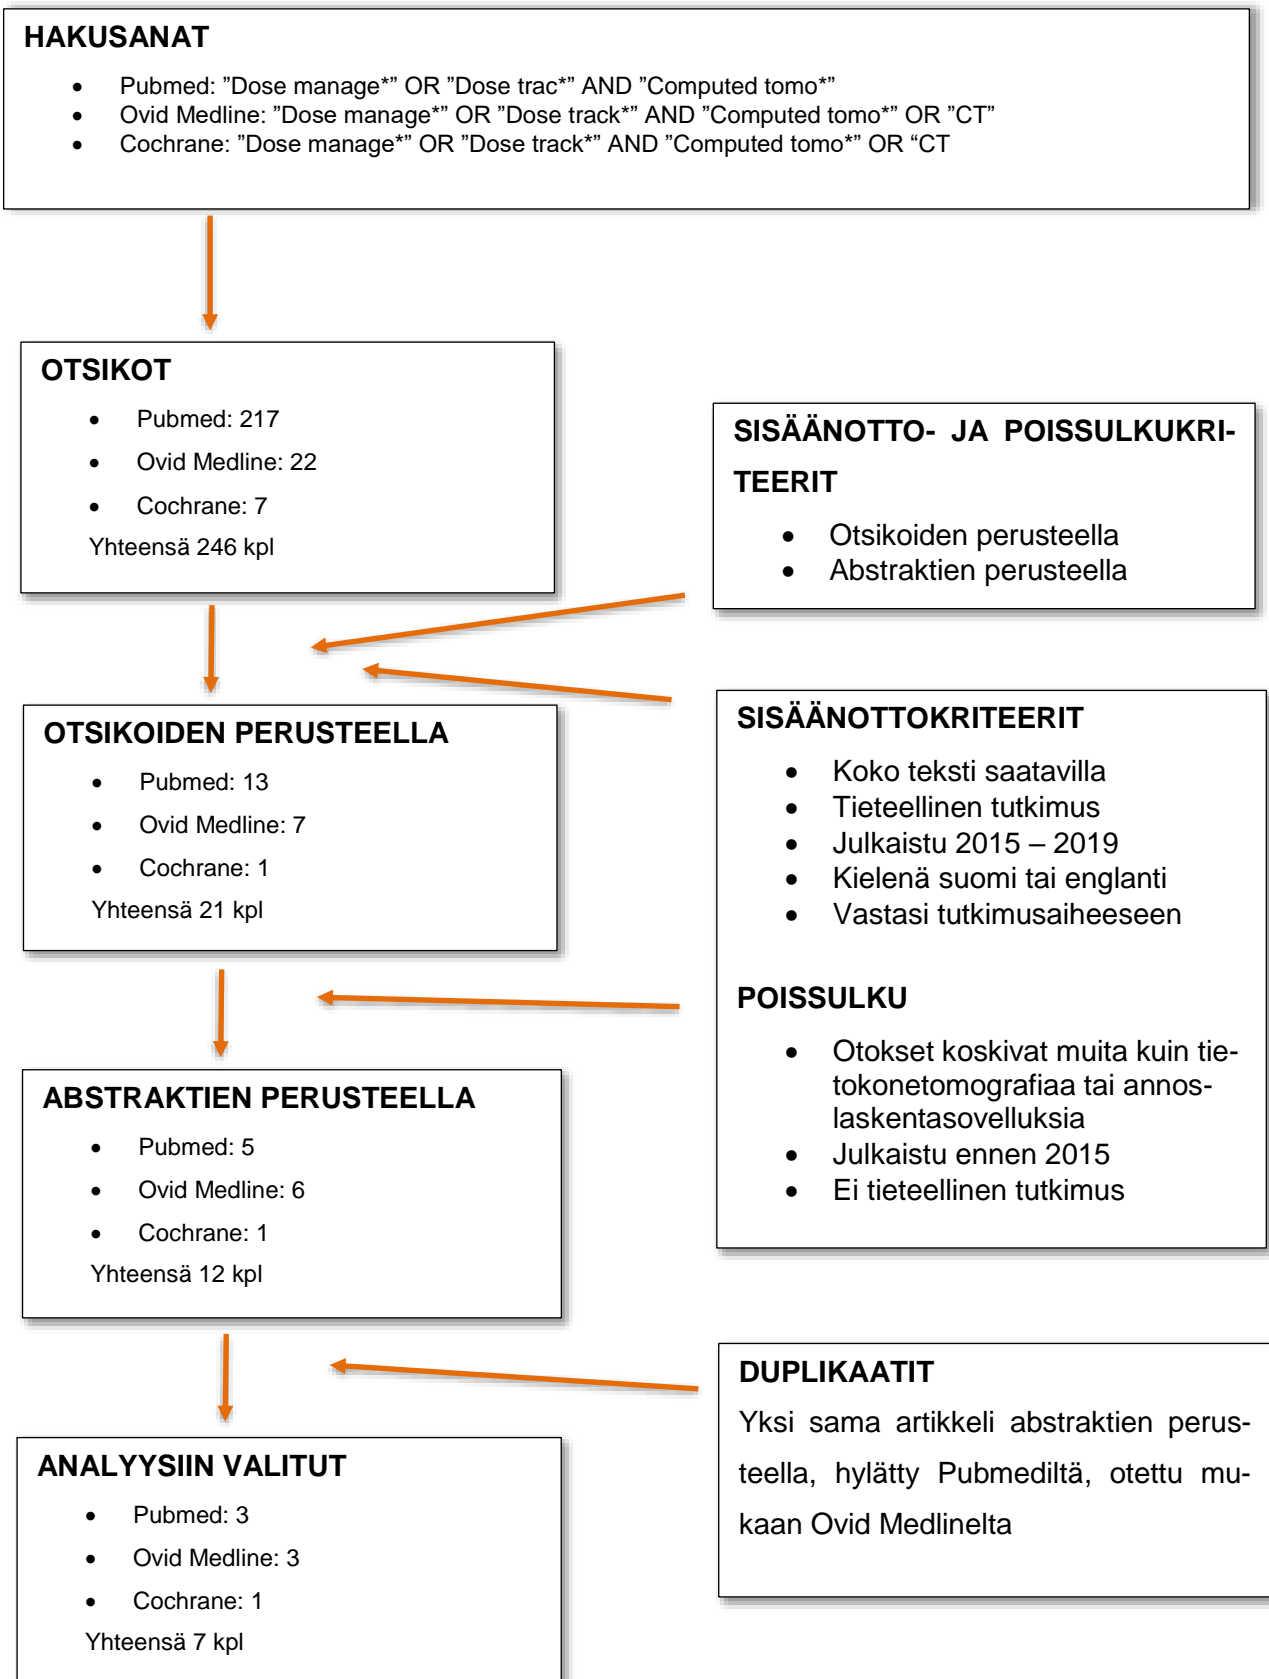 HAKUSANAT
• Pubmed: ”Dose manage*” OR ”Dose trac*” AND ”Computed tomo*”
• Ovid Medline: ”Dose manage*” OR ”Dose track*” AND ”Computed tomo*” OR ”CT”
• Cochrane: ”Dose manage*” OR ”Dose track*” AND ”Computed tomo*” OR “CT
OTSIKOT
• Pubmed: 217
• Ovid Medline: 22
• Cochrane: 7
Yhteensä 246 kpl
SISÄÄNOTTO- JA POISSULKUKRI-
TEERIT
• Otsikoiden perusteella
• Abstraktien perusteella
OTSIKOIDEN PERUSTEELLA
• Pubmed: 13
• Ovid Medline: 7
• Cochrane: 1
Yhteensä 21 kpl
SISÄÄNOTTOKRITEERIT
• Koko teksti saatavilla
• Tieteellinen tutkimus
• Julkaistu 2015 – 2019
• Kielenä suomi tai englanti
• Vastasi tutkimusaiheeseen
POISSULKU
• Otokset koskivat muita kuin tie-
tokonetomografiaa tai annos-
laskentasovelluksia
• Julkaistu ennen 2015
• Ei tieteellinen tutkimus
ABSTRAKTIEN PERUSTEELLA
• Pubmed: 5
• Ovid Medline: 6
• Cochrane: 1
Yhteensä 12 kpl
DUPLIKAATIT
Yksi sama artikkeli abstraktien perus-
teella, hylätty Pubmediltä, otettu mu-
kaan Ovid Medlinelta
ANALYYSIIN VALITUT
• Pubmed: 3
• Ovid Medline: 3
• Cochrane: 1
Yhteensä 7 kpl